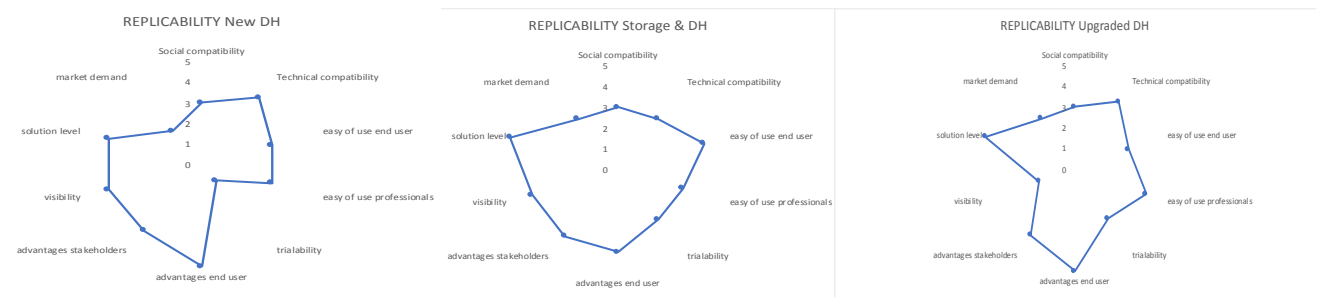 REPLICABILITY New DH
Social compatibility
5
market demand
Technical compatibility
4
3
solution level
easy of use end user
2
1
0
visibility
easy of use professionals
advantages stakeholders
trialability
advantages end user
REPLICABILITY Storage & DH
Social compatibility
5
market demand
Technical compatibility
4
3
solution level
easy of use end user
2
1
0
visibility
easy of use professionals
advantages stakeholders
trialability
advantages end user
REPLICABILITY Upgraded DH
Social compatibility
5
market demand
Technical compatibility
4
3
solution level
easy of use end user
2
1
0
visibility
easy of use professionals
advantages stakeholders
trialability
advantages end user